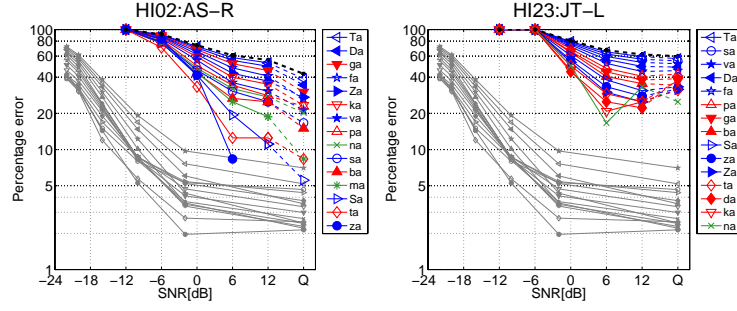 HI02:AS−R
HI23:JT−L
Percentage error
100
80
60
40
20
10
5
1
−24 −18 −12 −6 0 6 12 Q
SNR[dB]
Ta
Da
ga
fa
Za
ka
va
pa
na
sa
ba
ma
Sa
ta
za
Percentage error
100
80
60
40
20
10
5
1
−24 −18 −12 −6 0 6 12 Q
SNR[dB]
Ta
sa
va
Da
fa
pa
ga
ba
Sa
za
Za
ta
da
ka
na